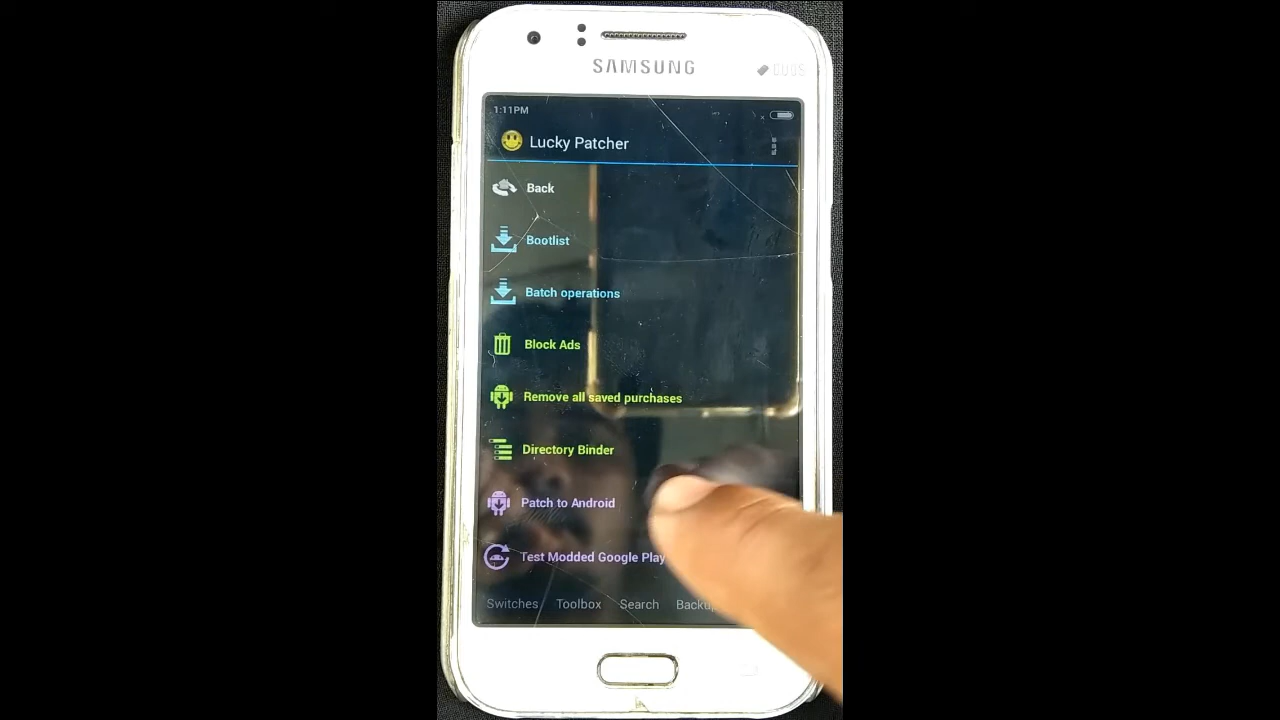 SAMSUNG
DUOS
1:11PM
Lucky Patcher
Back
Bootlist
Batch operations
Block Ads
Remove all saved purchases
Directory Binder
Patch to Android
Test Modded Google Play
Switches Toolbox Search